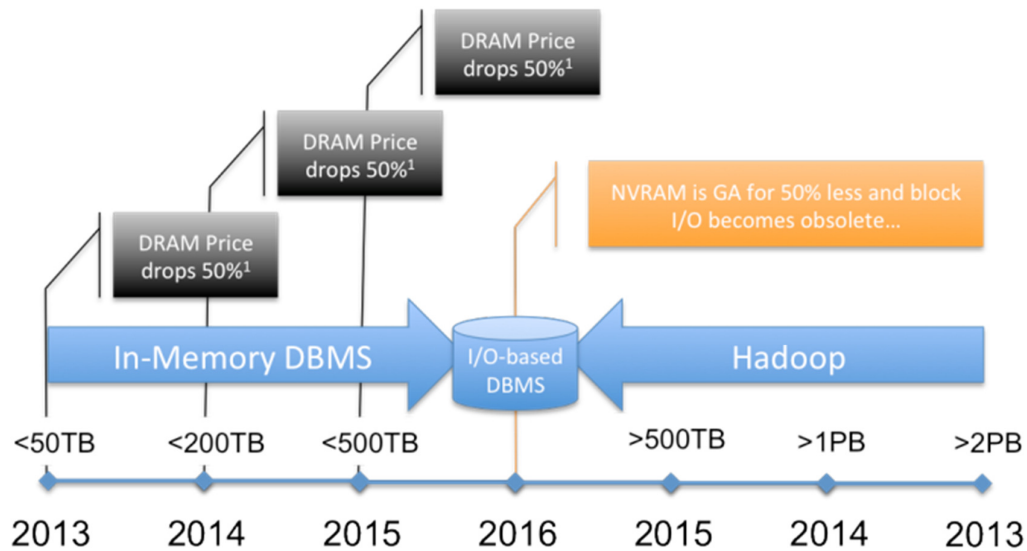 DRAM Price
drops 50%¹
DRAM Price
drops 50%¹
DRAM Price
drops 50%¹
NVRAM is GA for 50% less and block
I/O becomes obsolete...
In-Memory DBMS
I/O-based
DBMS
Hadoop
<50TB <200TB <500TB >500TB >1PB >2PB
2013 2014 2015 2016 2015 2014 2013